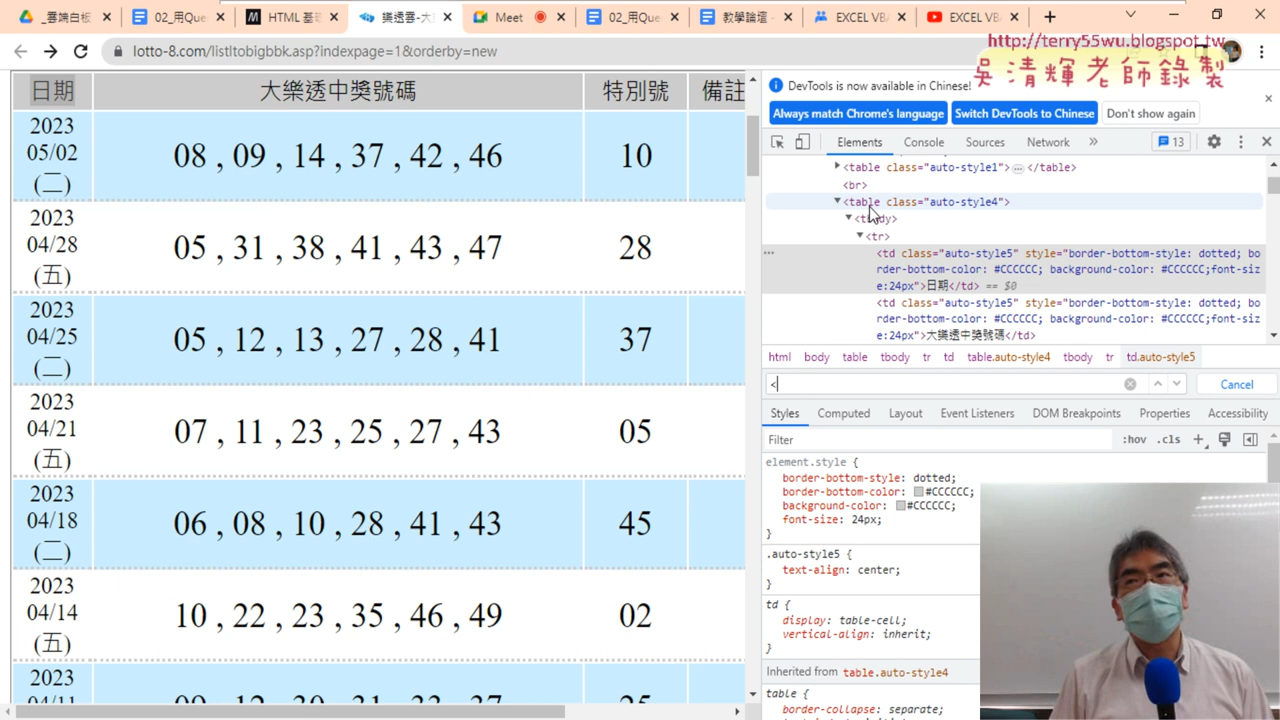 _雲端白板
02_用Que
HTML 基礎
樂透雲-大
Meet
02_用Que
教學論壇 -
EXCEL VBA
EXCEL VB
lotto-8.com/listltobigbbk.asp?indexpage=1&orderby=new
http://terry55wu.blogspot.tw
吳清輝老師錄製
日期 大樂透中獎號碼 特別號 備註
2023
05/02
(二)
08 , 09 , 14 , 37 , 42 , 46
10
2023
04/28
(五)
05 , 31 , 38 , 41 , 43 , 47
28
2023
04/25
(二)
05 , 12 , 13 , 27 , 28 , 41
37
2023
04/21
(五)
07 , 11 , 23 , 25 , 27 , 43
05
2023
04/18
(二)
06 , 08 , 10 , 28 , 41 , 43
45
2023
04/14
(五)
10 , 22 , 23 , 35 , 46 , 49
02
2023
DevTools is now available in Chinese!
Always match Chrome's language
Switch DevTools to Chinese
Don't show again
Elements Console Sources Network » 13
<table class="auto-style1"> … </table>
<br>
<table class="auto-style4">
<tbody>
<tr>
<td class="auto-style5" style="border-bottom-style: dotted; bo
rder-bottom-color: #CCCCCC; background-color: #CCCCCC;font-siz
e:24px">日期</td> == $0
<td class="auto-style5" style="border-bottom-style: dotted; bo
rder-bottom-color: #CCCCCC; background-color: #CCCCCC;font-siz
e:24px">大樂透中獎號碼</td>
html body table tbody tr td table.auto-style4 tbody tr td.auto-style5
<
Cancel
Styles Computed Layout Event Listeners DOM Breakpoints Properties Accessibility
Filter
:hov .cls +
element.style {
border-bottom-style: dotted;
border-bottom-color: #CCCCCC;
background-color: #CCCCCC;
font-size: 24px;
}
.auto-style5 {
text-align: center;
}
td {
display: table-cell;
vertical-align: inherit;
}
Inherited from table.auto-style4
table {
border-collapse: separate;